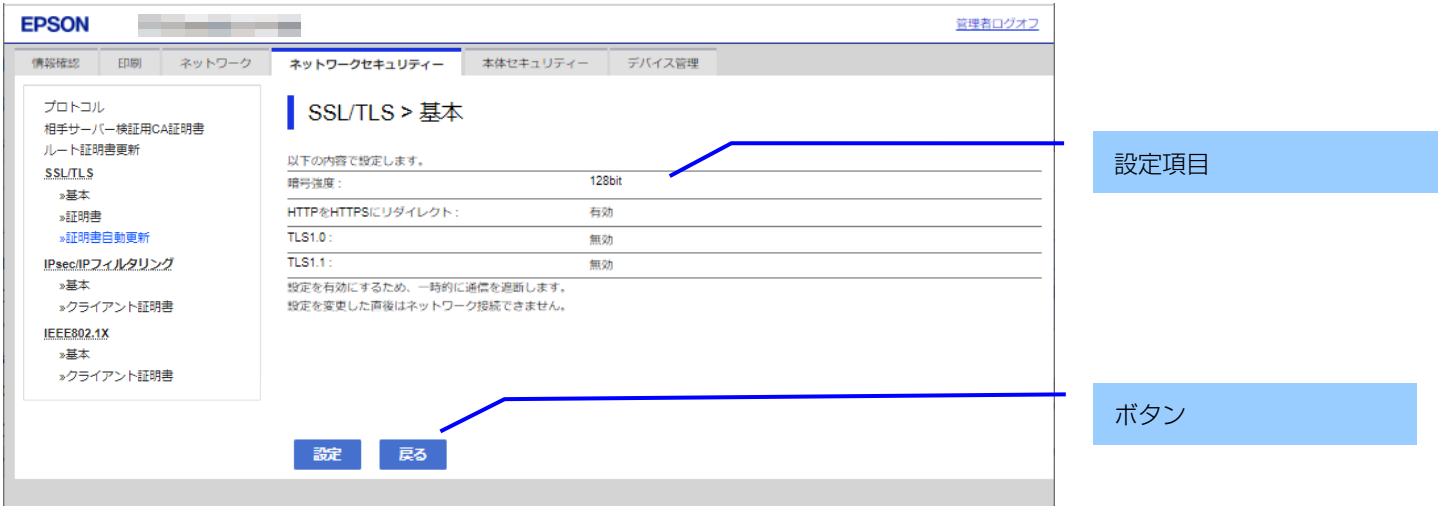 EPSON
管理者ログオフ
情報確認 印刷 ネットワーク ネットワークセキュリティー 本体セキュリティー デバイス管理
プロトコル
相手サーバー検証用CA証明書
ルート証明書更新
SSL/TLS
»基本
»証明書
»証明書自動更新
IPsec/IPフィルタリング
»基本
»クライアント証明書
IEEE802.1X
»基本
»クライアント証明書
SSL/TLS > 基本
以下の内容で設定します。
暗号強度 : 128bit
HTTPをHTTPSにリダイレクト : 有効
TLS1.0 : 無効
TLS1.1 : 無効
設定を有効にするため、一時的に通信を遮断します。
設定を変更した直後はネットワーク接続できません。
設定 戻る
設定項目
ボタン